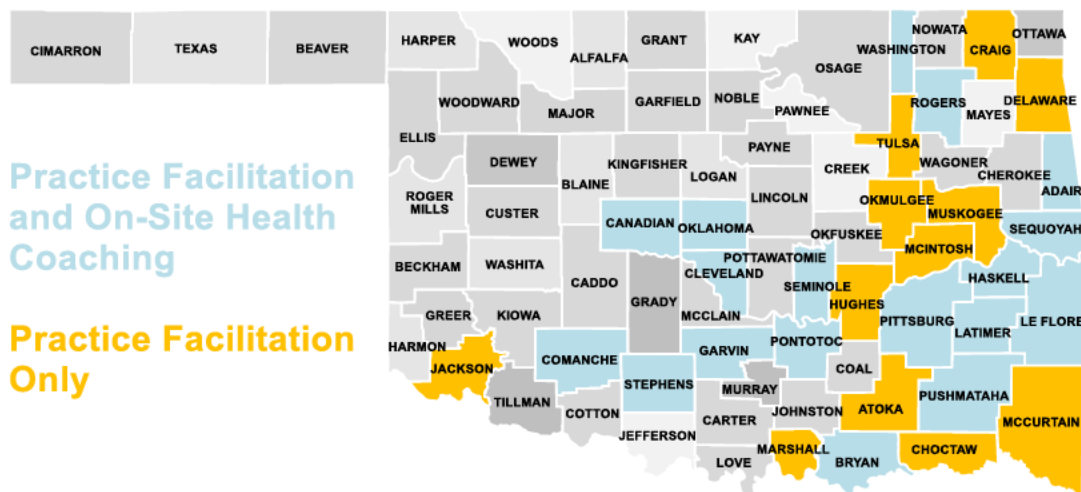 CIMARRON
TEXAS
BEAVER
HARPER
WOODS
ALFALFA
GRANT
KAY
OSAGE
WASHINGTON
NOWATA
CRAIG
OTTAWA
WOODWARD
MAJOR
GARFIELD
NOBLE
PAWNEE
ROGERS
MAYES
DELAWARE
ELLIS
DEWEY
BLAINE
KINGFISHER
LOGAN
PAYNE
CREEK
TULSA
WAGONER
CHEROKEE
ADAIR
Practice Facilitation
and On-Site Health
Coaching
ROGER
MILLS
CUSTER
CANADIAN
OKLAHOMA
LINCOLN
OKFUSKEE
OKMULGEE
MUSKOGEE
MCINTOSH
SEQUOYAH
BECKHAM
WASHITA
CADDO
GRADY
CLEVELAND
POTTAWATOMIE
SEMINOLE
HUGHES
HASKELL
PITTSBURG
LATIMER
LE FLORE
GREER
KIOWA
MCCLAIN
Practice Facilitation
Only
HARMON
JACKSON
COMANCHE
GARVIN
PONTOTOC
COAL
TILLMAN
STEPHENS
MURRAY
COTTON
CARTER
JOHNSTON
ATOKA
PUSHMATAHA
MCCURTAIN
JEFFERSON
LOVE
MARSHALL
BRYAN
CHOCTAW